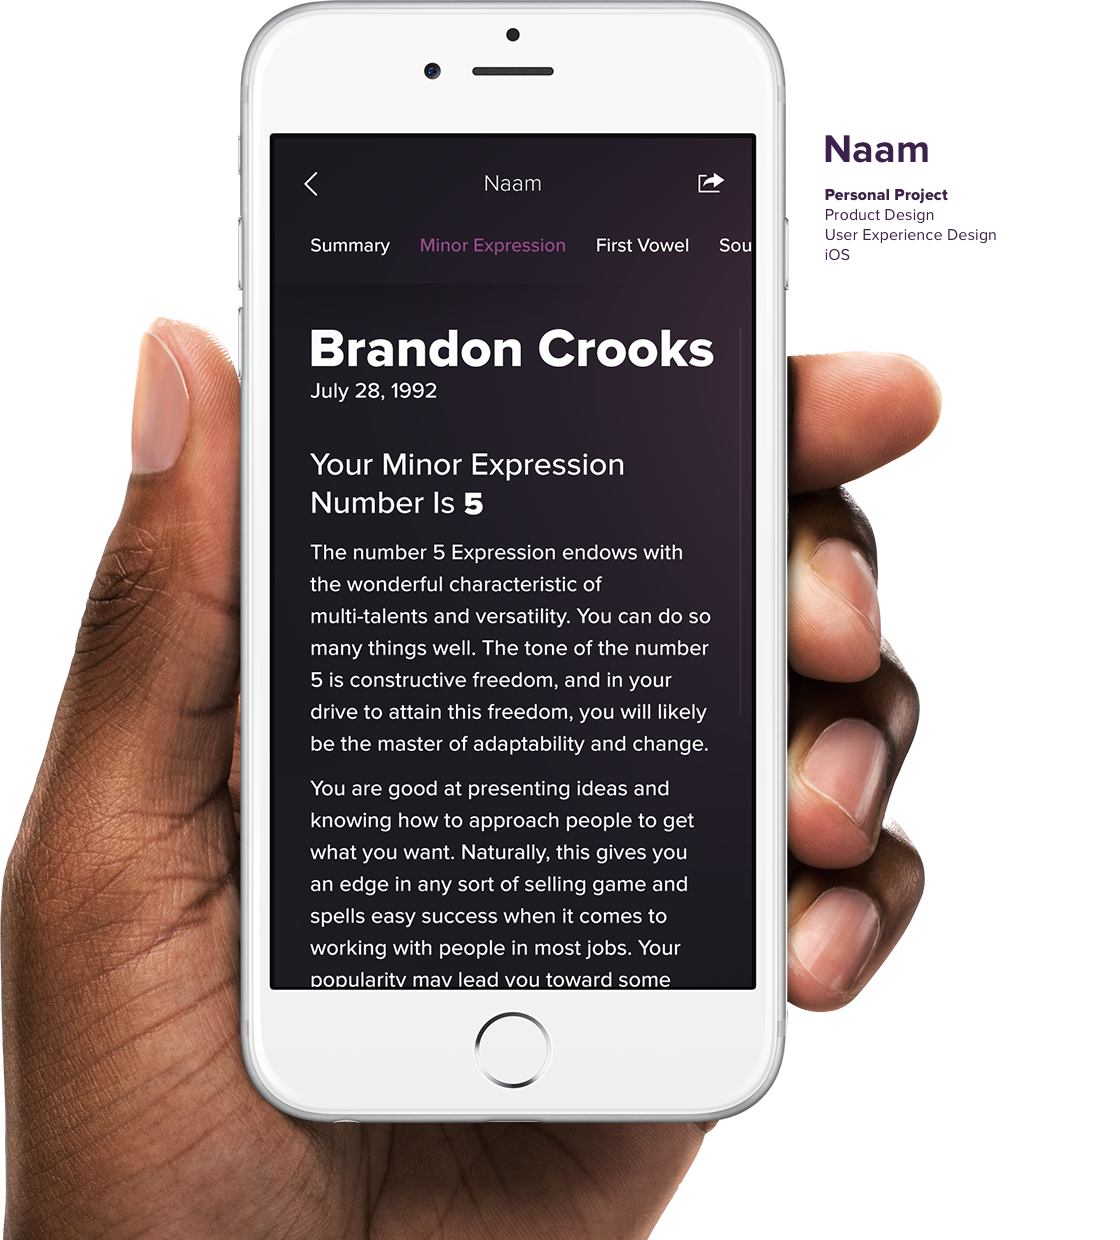 Naam
Summary Minor Expression First Vowel Sou
Brandon Crooks
July 28, 1992
Your Minor Expression
Number Is 5
The number 5 Expression endows with
the wonderful characteristic of
multi-talents and versatility. You can do so
many things well. The tone of the number
5 is constructive freedom, and in your
drive to attain this freedom, you will likely
be the master of adaptability and change.
You are good at presenting ideas and
knowing how to approach people to get
what you want. Naturally, this gives you
an edge in any sort of selling game and
spells easy success when it comes to
working with people in most jobs. Your
popularity may lead you toward some
Naam
Personal Project
Product Design
User Experience Design
iOS